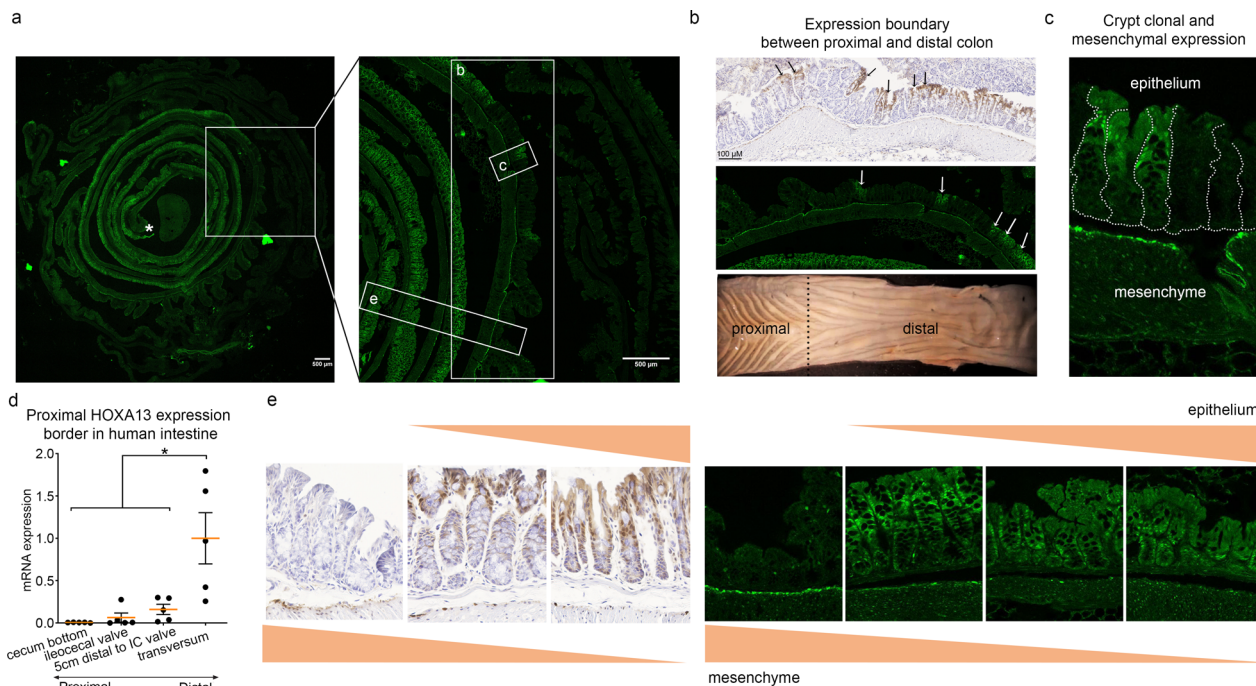 a
b
c
e
*
500 µm
500 µm
b
Expression boundary
between proximal and distal colon
100 µM
proximal
distal
c
Crypt clonal and
mesenchymal expression
epithelium
mesenchyme
d
Proximal HOXA13 expression
border in human intestine
mRNA expression
2.0
1.5
1.0
0.5
0.0
*
cecum bottom
ileocecal valve
5cm distal to IC valve
transversum
Proximal
Distal
e
epithelium
mesenchyme